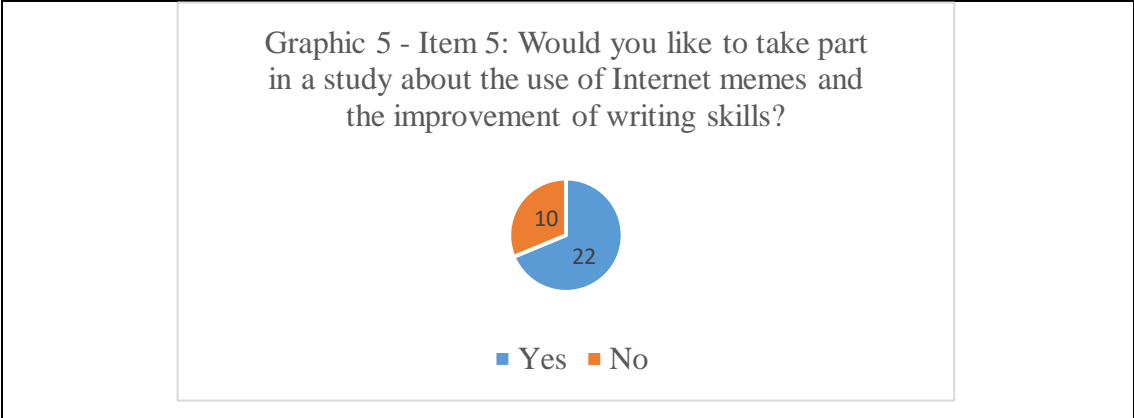 Graphic 5 - Item 5: Would you like to take part
in a study about the use of Internet memes and
the improvement of writing skills?
10
22
Yes No